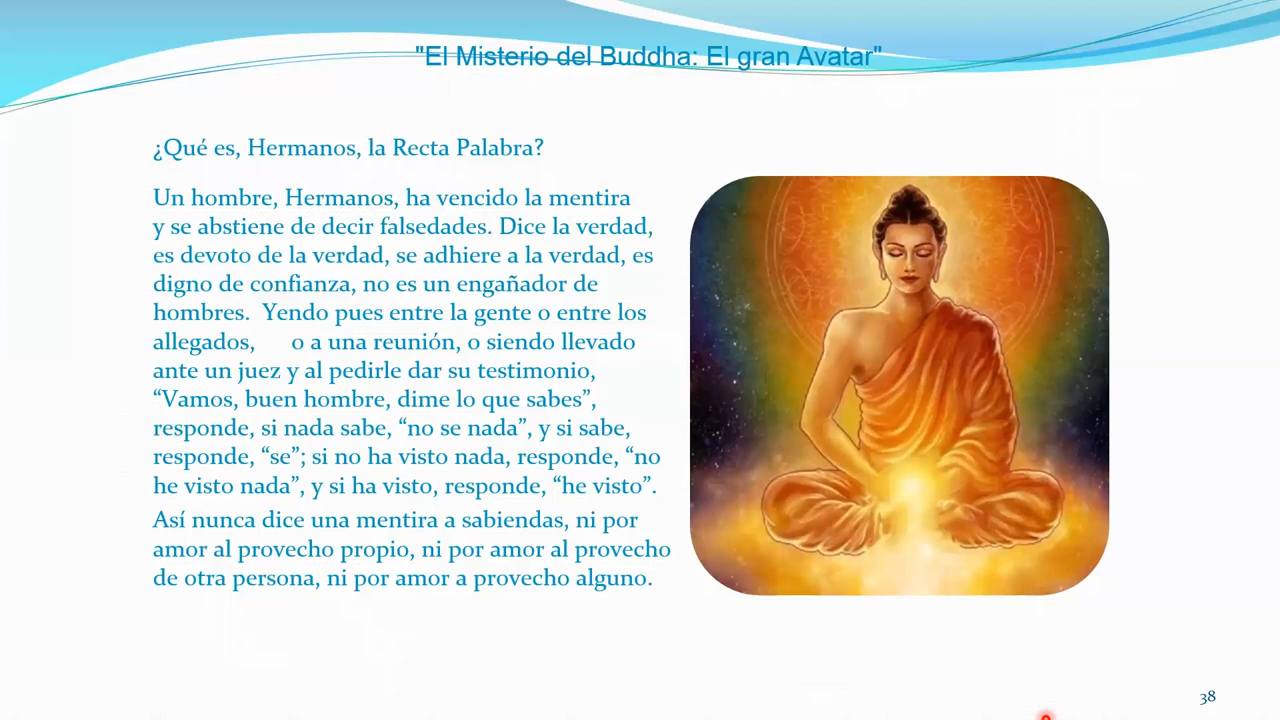 "El Misterio del Buddha: El gran Avatar"
¿Qué es, Hermanos, la Recta Palabra?
Un hombre, Hermanos, ha vencido la mentira
y se abstiene de decir falsedades. Dice la verdad,
es devoto de la verdad, se adhiere a la verdad, es
digno de confianza, no es un engañador de
hombres.  Yendo pues entre la gente o entre los
allegados,      o a una reunión, o siendo llevado
ante un juez y al pedirle dar su testimonio,
“Vamos, buen hombre, dime lo que sabes”,
responde, si nada sabe, “no se nada”, y si sabe,
responde, “se”; si no ha visto nada, responde, “no
he visto nada”, y si ha visto, responde, “he visto”.
Así nunca dice una mentira a sabiendas, ni por
amor al provecho propio, ni por amor al provecho
de otra persona, ni por amor a provecho alguno.
38